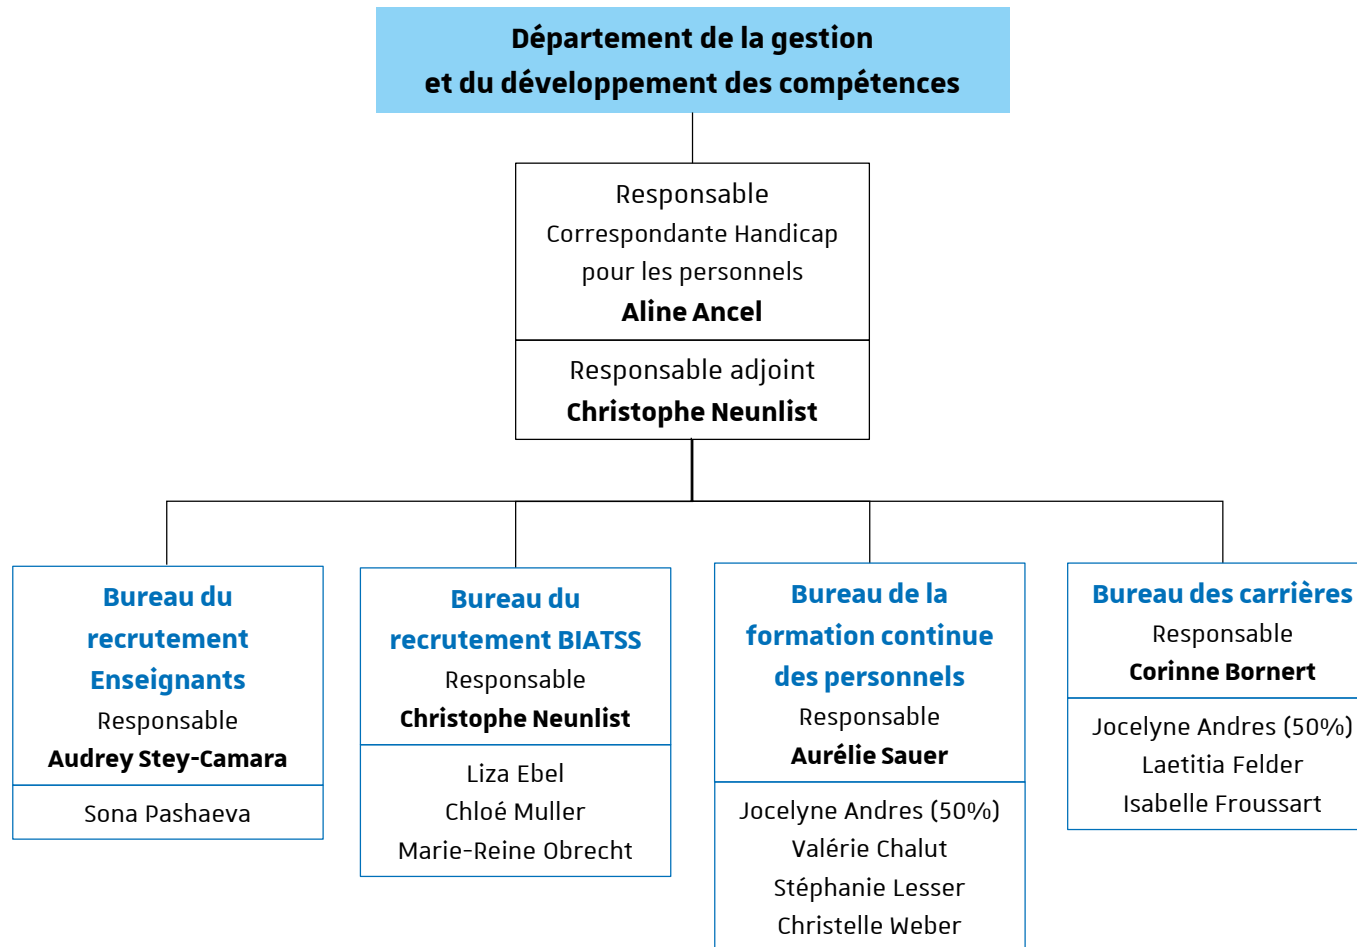 Département de la gestion
et du développement des compétences
Responsable
Correspondante Handicap
pour les personnels
Aline Ancel
Responsable adjoint
Christophe Neunlist
Bureau du
recrutement
Enseignants
Responsable
Audrey Stey-Camara
Sona Pashaeva
Bureau du
recrutement BIATSS
Responsable
Christophe Neunlist
Liza Ebel
Chloé Muller
Marie-Reine Obrecht
Bureau de la
formation continue
des personnels
Responsable
Aurélie Sauer
Jocelyne Andres (50%)
Valérie Chalut
Stéphanie Lesser
Christelle Weber
Bureau des carrières
Responsable
Corinne Bornert
Jocelyne Andres (50%)
Laetitia Felder
Isabelle Froussart